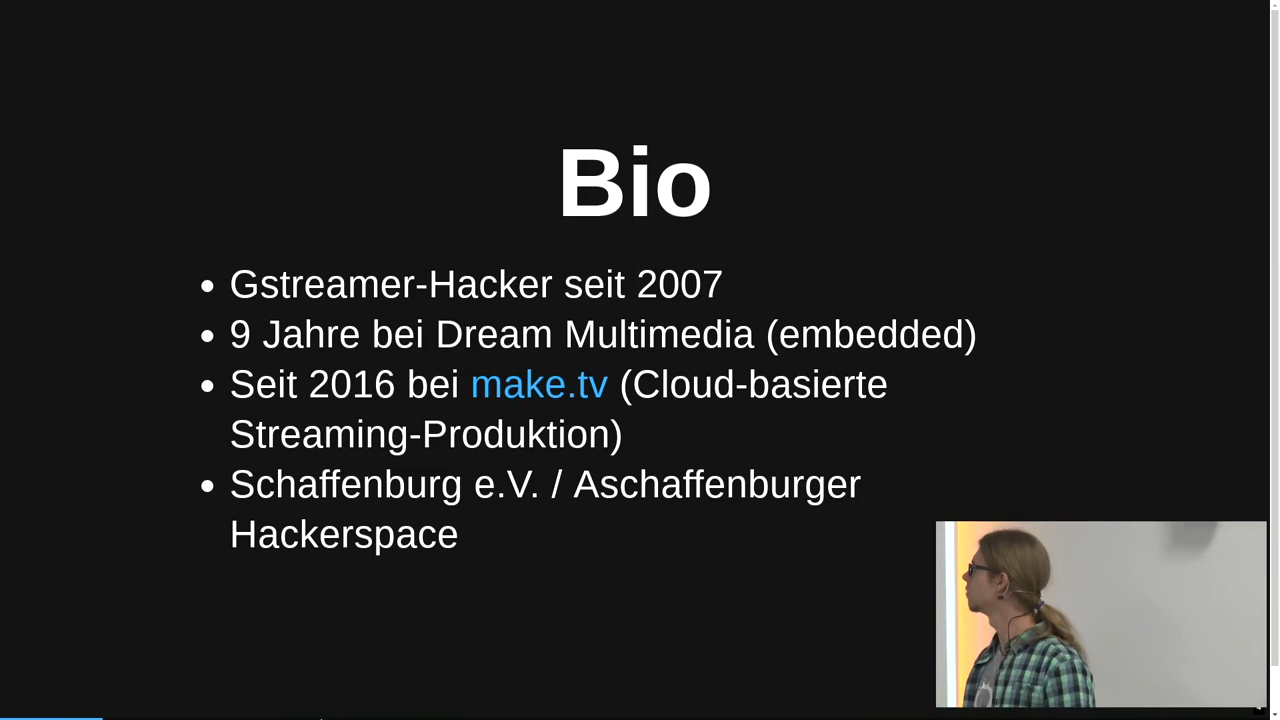 Bio
Gstreamer-Hacker seit 2007
9 Jahre bei Dream Multimedia (embedded)
Seit 2016 bei make.tv (Cloud-basierte
Streaming-Produktion)
Schaffenburg e.V. / Aschaffenburger
Hackerspace